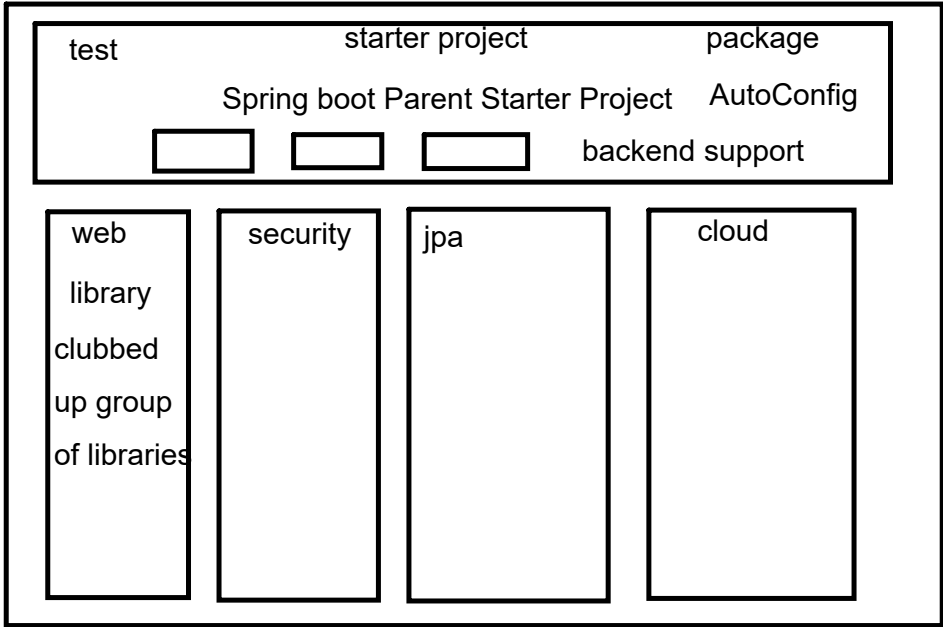 test
starter project
package
Spring boot Parent Starter Project
AutoConfig
backend support
web
library
clubbed
up group
of libraries
security
jpa
cloud